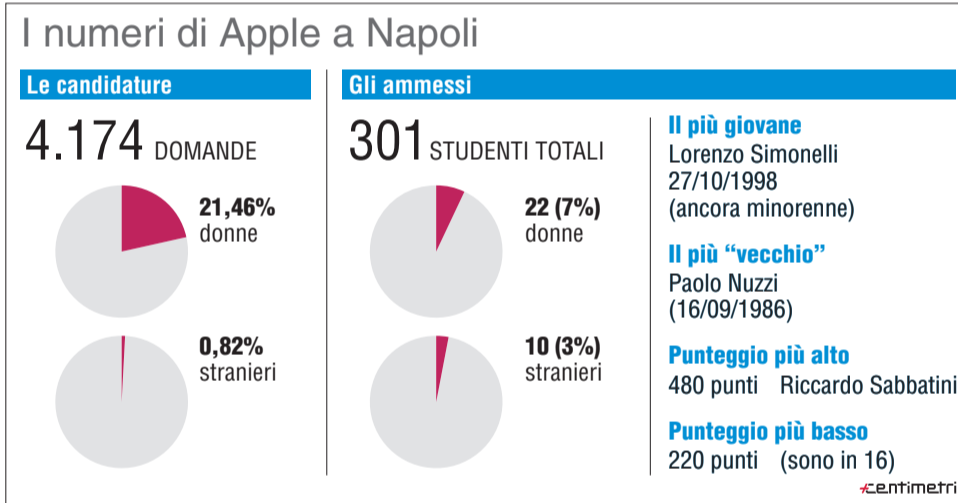 I numeri di Apple a Napoli
Le candidature
4.174 DOMANDE
21,46%
donne
0,82%
stranieri
Gli ammessi
301 STUDENTI TOTALI
22 (7%)
donne
10 (3%)
stranieri
Il più giovane
Lorenzo Simonelli
27/10/1998
(ancora minorenne)
Il più “vecchio”
Paolo Nuzzi
(16/09/1986)
Punteggio più alto
480 punti Riccardo Sabbatini
Punteggio più basso
220 punti (sono in 16)
centimetri